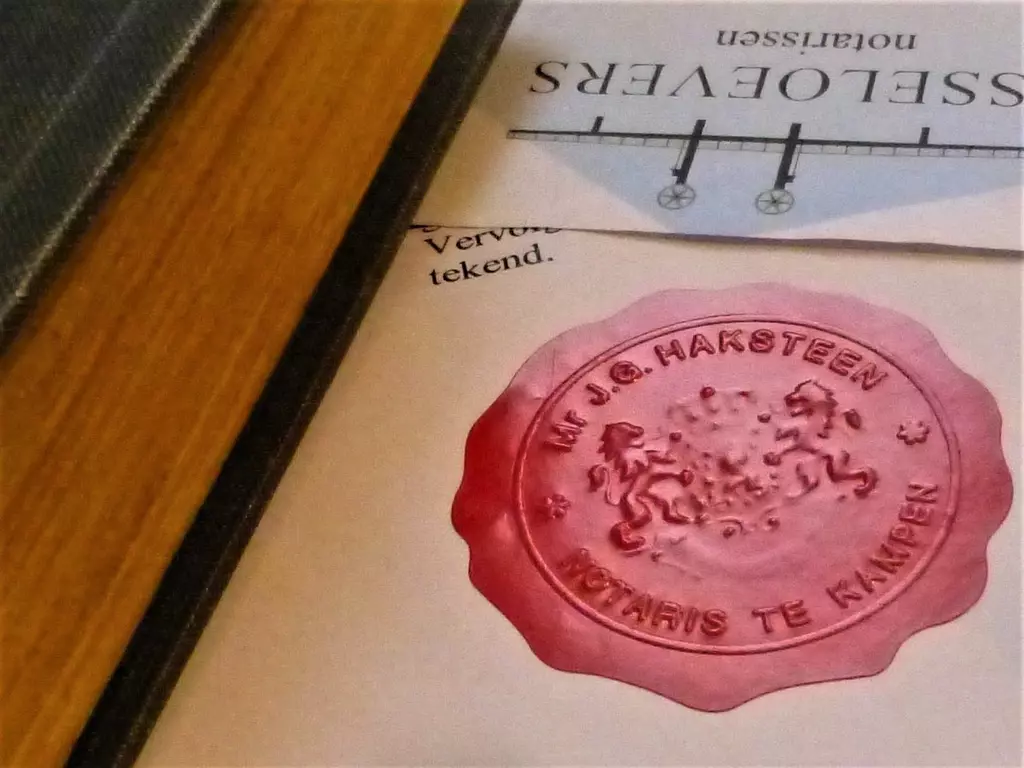 notarissen
SSELOEVERS
tekend.
Mr J.G. HAKSTEEN
NOTARIS TE KAMPEN